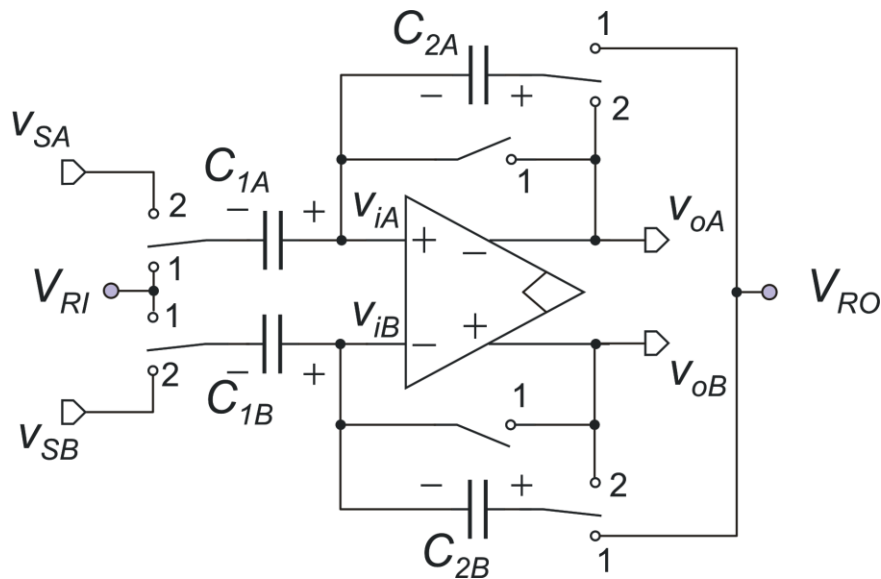 1
C2A
− +
2
vSA
C1A
1
2
− +
viA
voA
+
−
1
VRI
VRO
1
viB
+
−
2
− +
C1B
voB
vSB
1
− +
2
C2B
1